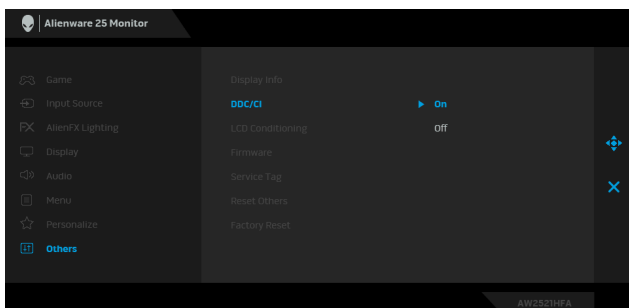 Alienware 25 Monitor
Game
Input Source
AlienFX Lighting
Display
Audio
Menu
Personalize
Others
Display Info
DDC/CI
On
LCD Conditioning
Off
Firmware
Service Tag
Reset Others
Factory Reset
AW2521HFA